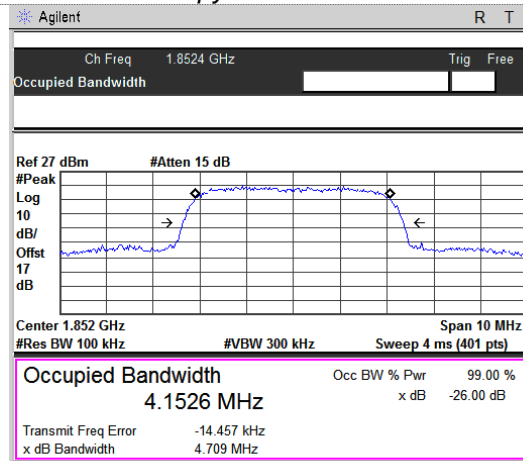 Agilent R T
Ch Freq 1.8524 GHz Trig Free
Occupied Bandwidth
Ref 27 dBm #Atten 15 dB
#Peak
Log
10
dB/
Offst
17
dB
Center 1.852 GHz Span 10 MHz
#Res BW 100 kHz #VBW 300 kHz Sweep 4 ms (401 pts)
Occupied Bandwidth Occ BW % Pwr 99.00 %
4.1526 MHz x dB -26.00 dB
Transmit Freq Error -14.457 kHz
x dB Bandwidth 4.709 MHz